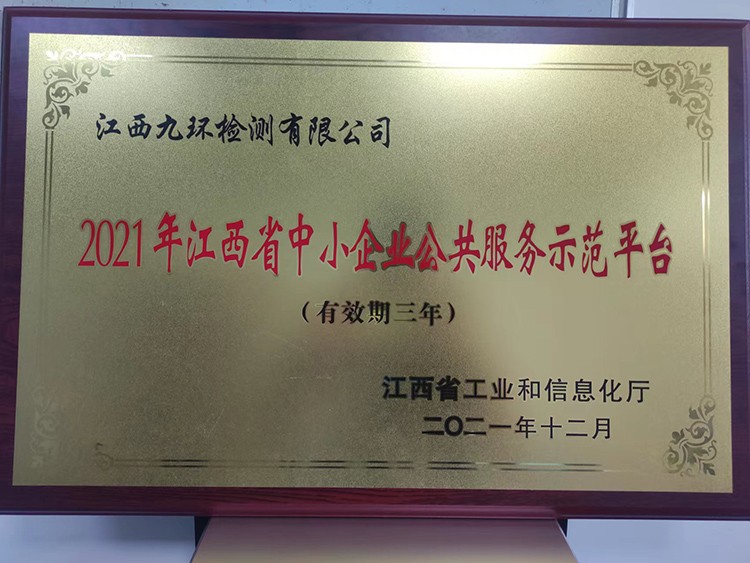 江西九环检测有限公司
2021年江西省中小企业公共服务示范平台
（有效期三年）
江西省工业和信息化厅
二〇二一年十二月